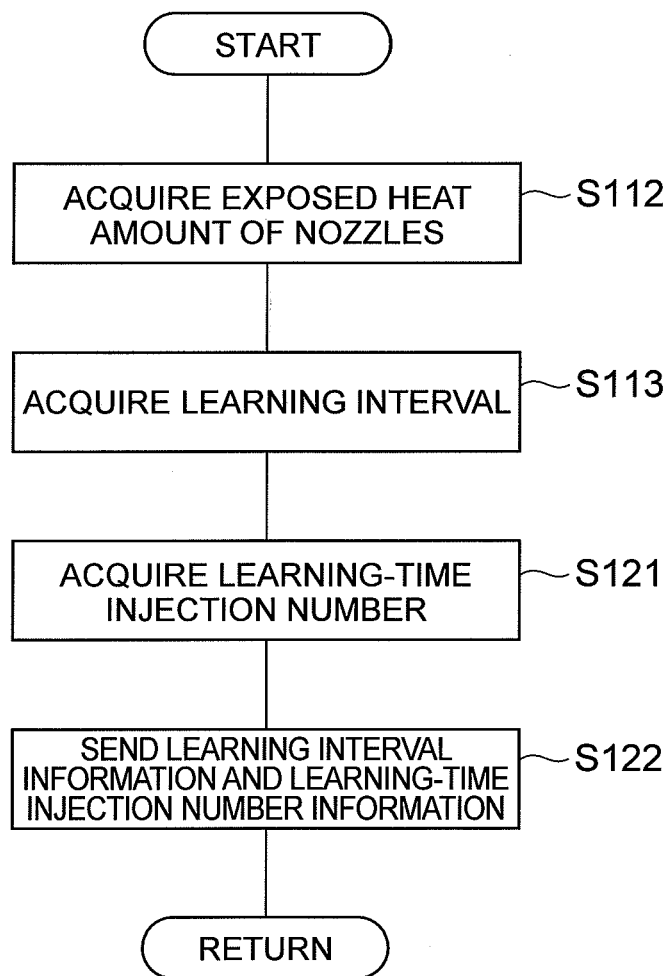 START
ACQUIRE EXPOSED HEAT
AMOUNT OF NOZZLES
S112
ACQUIRE LEARNING INTERVAL
S113
ACQUIRE LEARNING-TIME
INJECTION NUMBER
S121
SEND LEARNING INTERVAL
INFORMATION AND LEARNING-TIME
INJECTION NUMBER INFORMATION
S122
RETURN